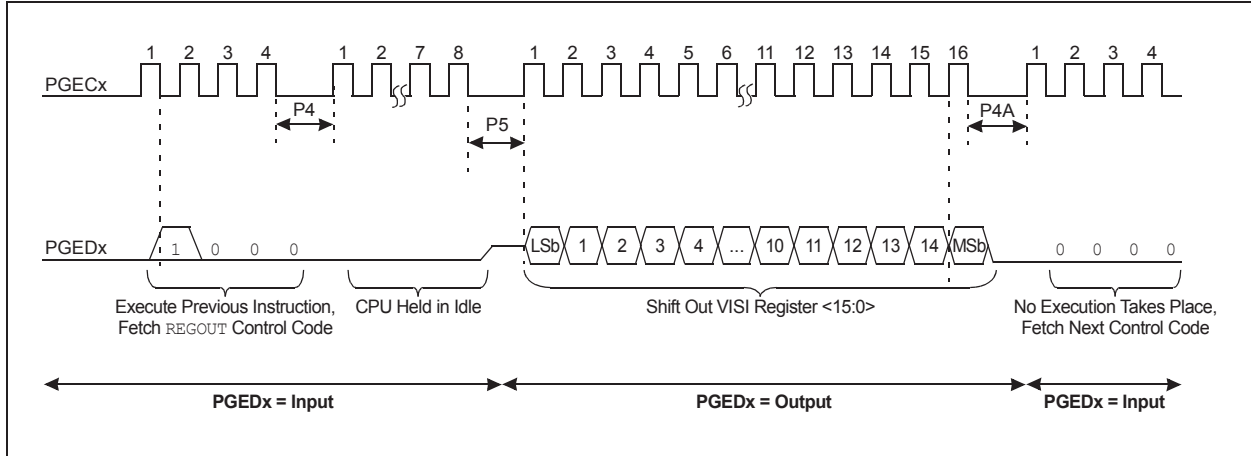 1 2 3 4 1 2 7 8 1 2 3 4 5 6 11 12 13 14 15 16 1 2 3 4
PGECx
P4
P5
P4A
PGEDx
1 0 0 0
LSb 1 2 3 4 ... 10 11 12 13 14 MSb
0 0 0 0
Execute Previous Instruction,
Fetch REGOUT Control Code
CPU Held in Idle
Shift Out VISI Register <15:0>
No Execution Takes Place,
Fetch Next Control Code
PGEDx = Input
PGEDx = Output
PGEDx = Input